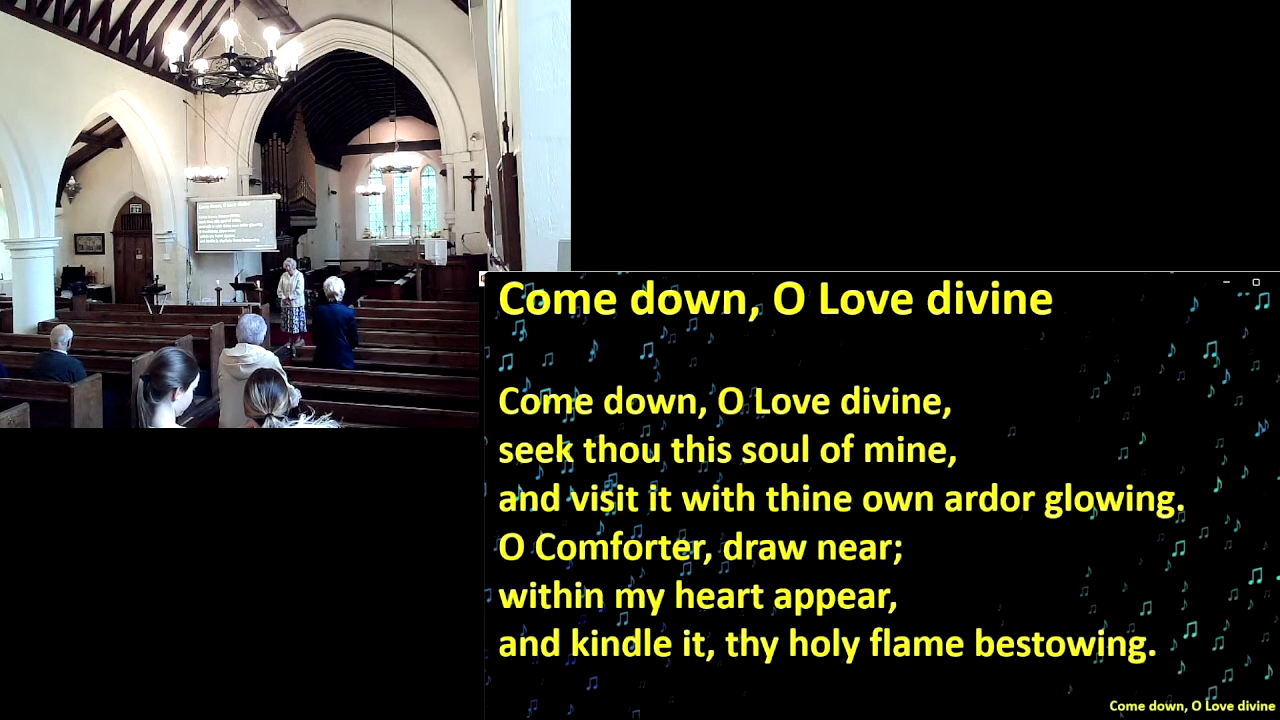 Come down, O Love divine
Come down, O Love divine,
seek thou this soul of mine,
and visit it with thine own ardor glowing.
O Comforter, draw near;
within my heart appear,
and kindle it, thy holy flame bestowing.
Come down, O Love divine